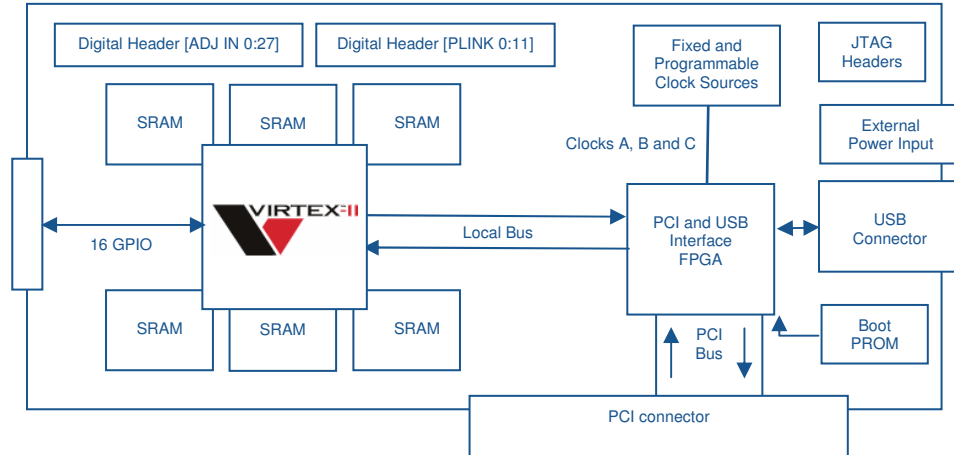 Digital Header [ADJ IN 0:27]
Digital Header [PLINK 0:11]
Fixed and
Programmable
Clock Sources
JTAG
Headers
SRAM
SRAM
SRAM
External
Power Input
Clocks A, B and C
VIRTEX-II
16 GPIO
Local Bus
PCI and USB
Interface
FPGA
USB
Connector
SRAM
SRAM
SRAM
PCI
Bus
Boot
PROM
PCI connector